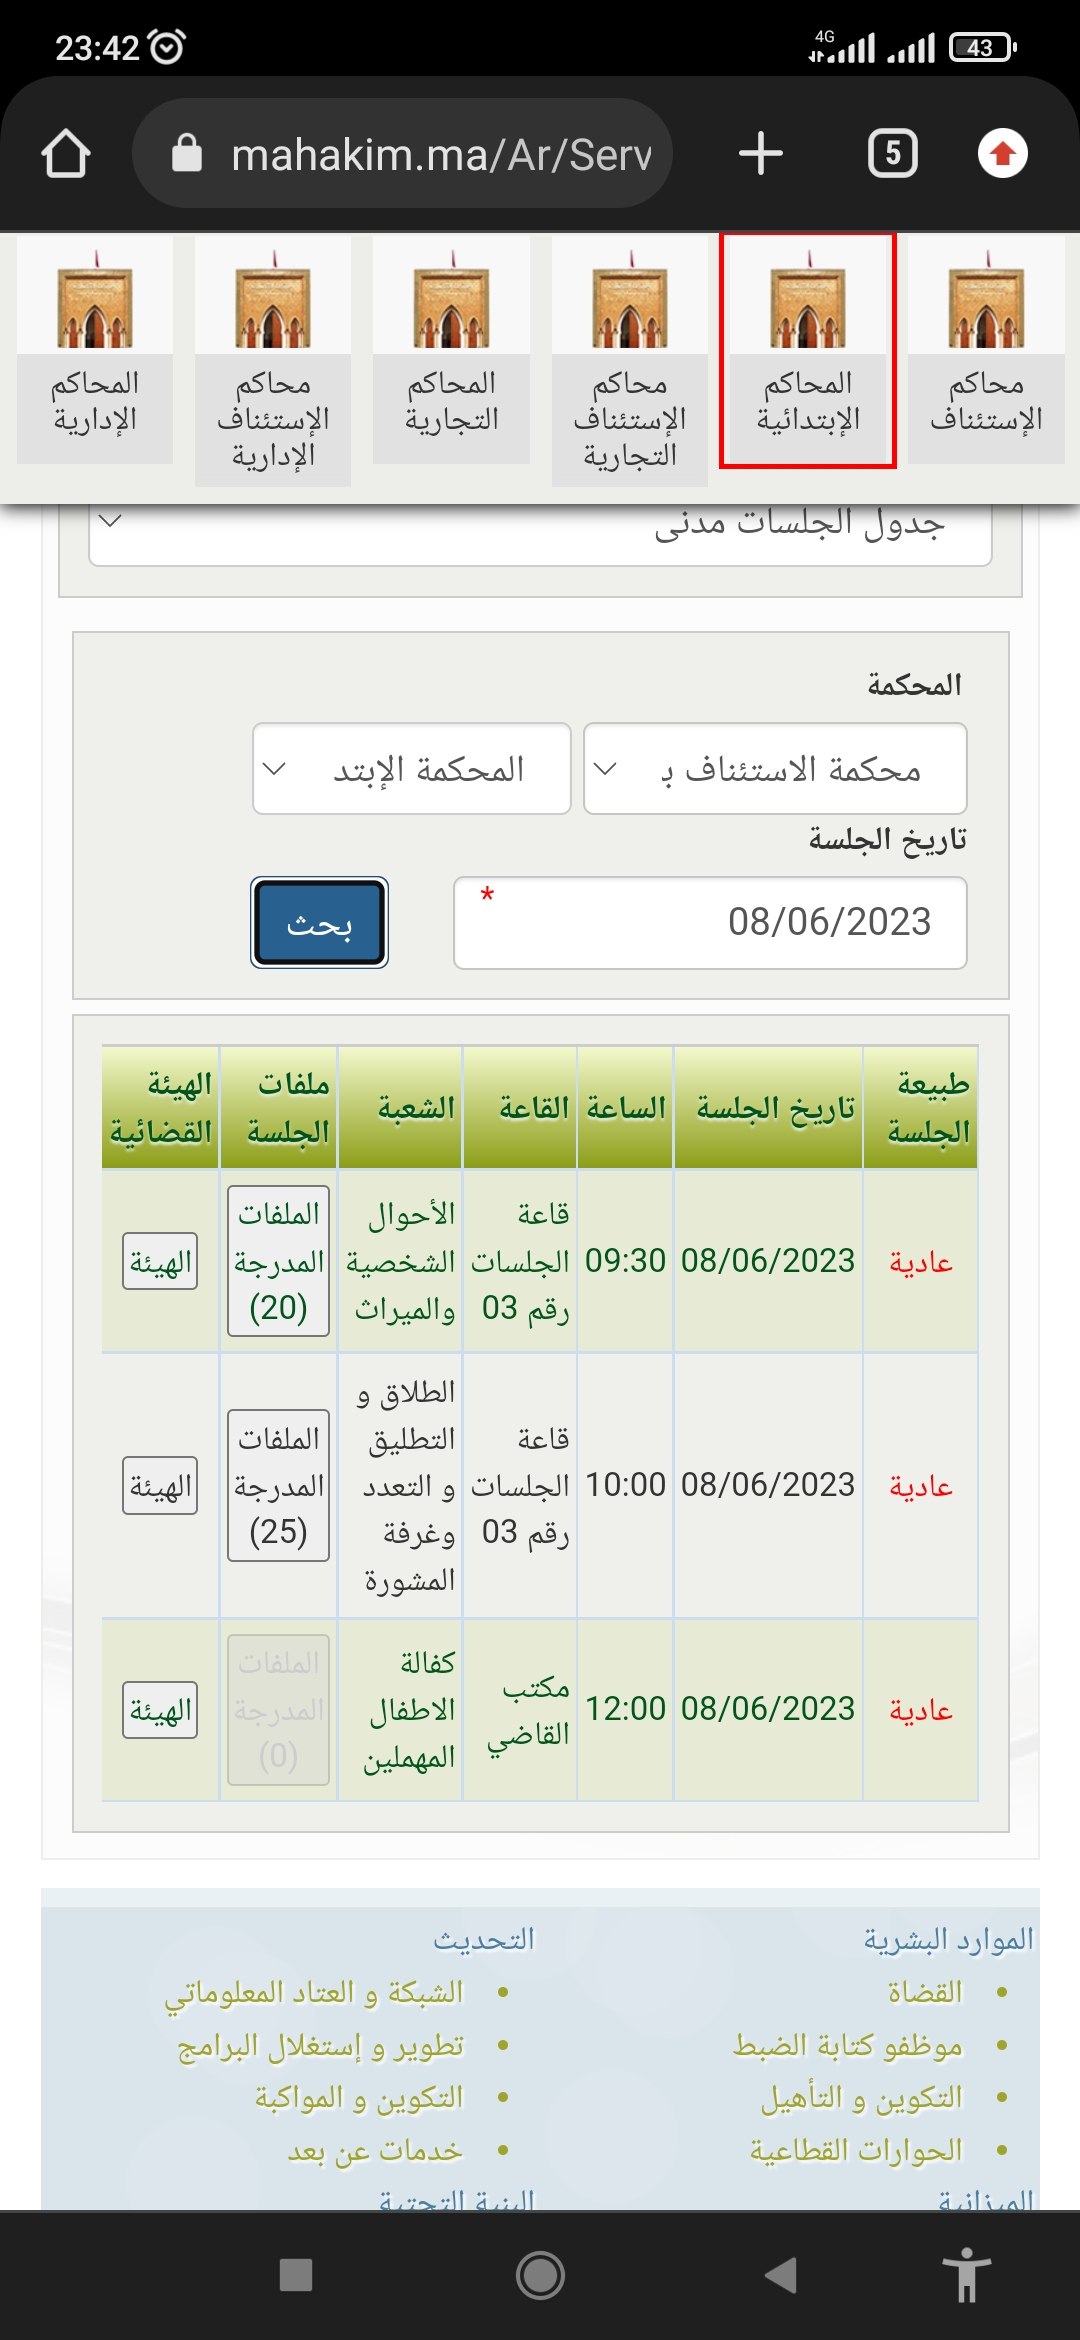 23:42
4G
43
mahakim.ma/Ar/Serv
5
محاكم الإستئناف
المحاكم الإبتدائية
محاكم الإستئناف التجارية
المحاكم التجارية
محاكم الإستئناف الإدارية
المحاكم الإدارية
جدول الجلسات مدني
المحكمة
محكمة الاستئناف ب
المحكمة الإبتد
تاريخ الجلسة
08/06/2023
*
بحث
طبيعة الجلسة
تاريخ الجلسة
الساعة
القاعة
الشعبة
ملفات الجلسة
الهيئة القضائية
عادية
08/06/2023
09:30
قاعة الجلسات رقم 03
الأحوال الشخصية والميراث
الملفات المدرجة (20)
الهيئة
عادية
08/06/2023
10:00
قاعة الجلسات رقم 03
الطلاق و التطليق و التعدد وغرفة المشورة
الملفات المدرجة (25)
الهيئة
عادية
08/06/2023
12:00
مكتب القاضي
كفالة الاطفال المهملين
الملفات المدرجة (0)
الهيئة
الموارد البشرية
القضاة
موظفو كتابة الضبط
التكوين و التأهيل
الحوارات القطاعية
الميزانية
التحديث
الشبكة و العتاد المعلوماتي
تطوير و إستغلال البرامج
التكوين و المواكبة
خدمات عن بعد
البنية التحتية